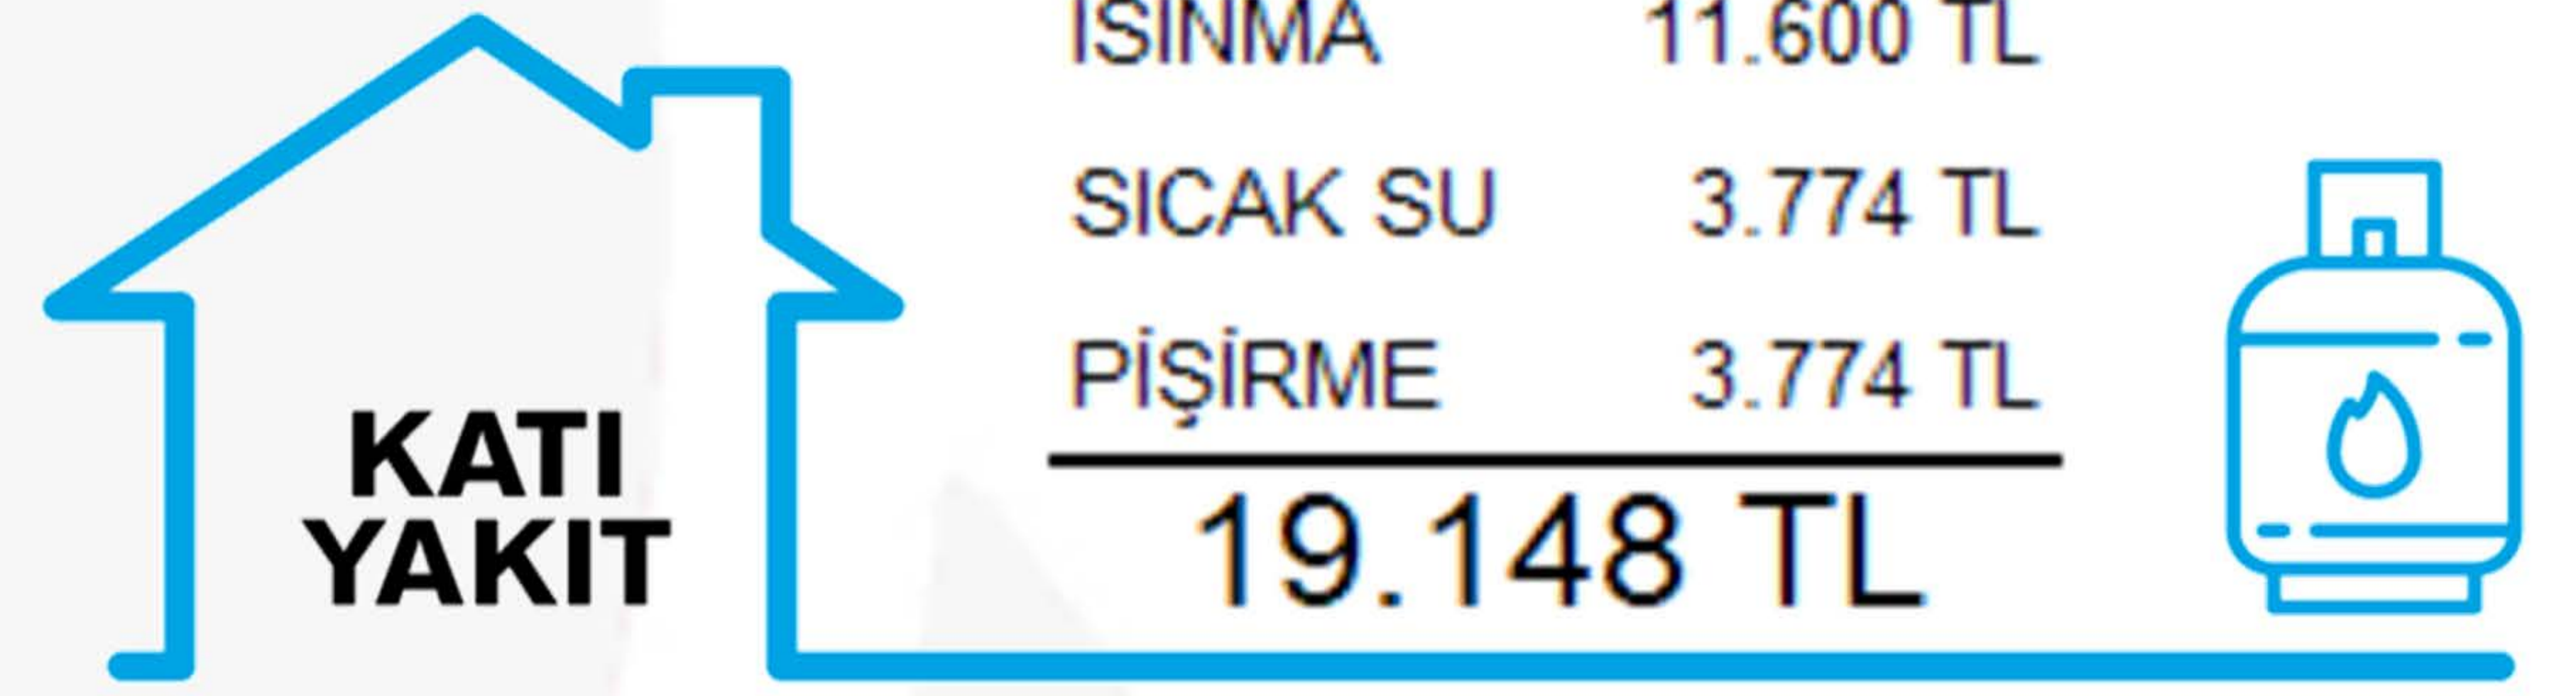 ISINMA 11.600 TL
SICAK SU 3.774 TL
PİŞİRME 3.774 TL
19.148 TL
KATI
YAKIT